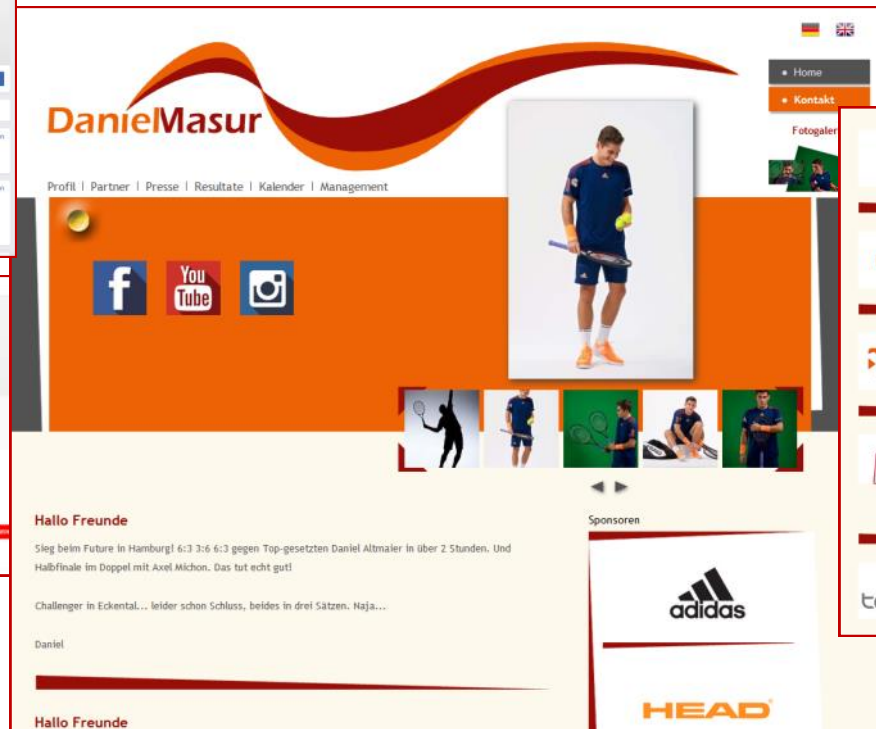 Home
Kontakt
DanielMasur
Profil | Partner | Presse | Resultate | Kalender | Management
f
You
Tube
Hallo Freunde
Sieg beim Future in Hamburg! 6:3 3:6 6:3 gegen Top-gesetzten Daniel Altmaier in über 2 Stunden. Und
Halbfinale im Doppel mit Axel Michon. Das tut echt gut!
Challenger in Eckental... leider schon Schluss, beides in drei Sätzen. Naja...
Daniel
Hallo Freunde
Sponsoren
adidas
HEAD